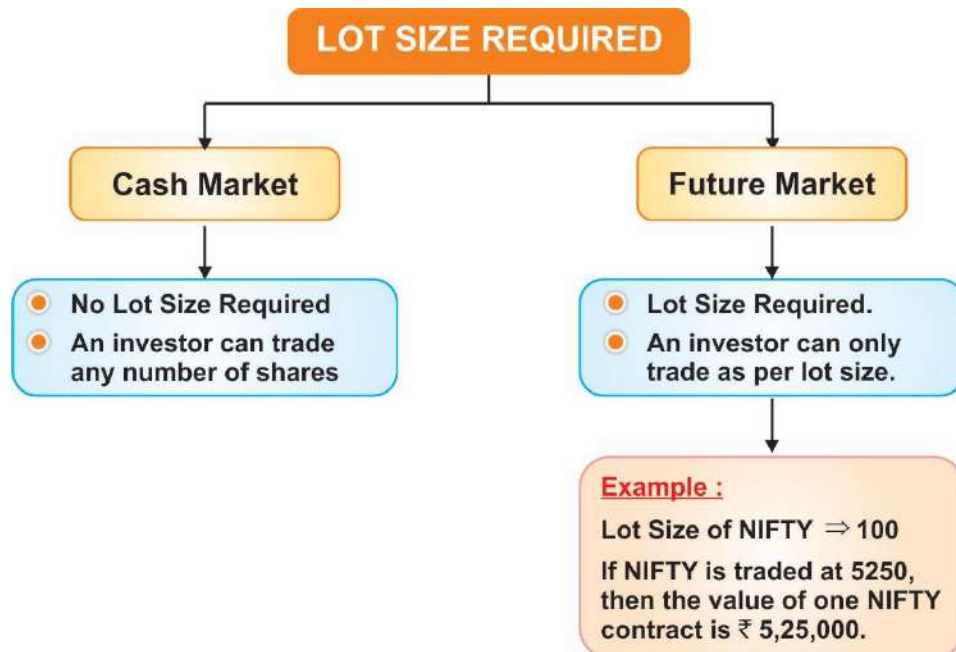 LOT SIZE REQUIRED
Cash Market
No Lot Size Required
An investor can trade
any number of shares
Future Market
Lot Size Required.
An investor can only
trade as per lot size.
Example :
Lot Size of NIFTY ⇒ 100
If NIFTY is traded at 5250,
then the value of one NIFTY
contract is ₹ 5,25,000.